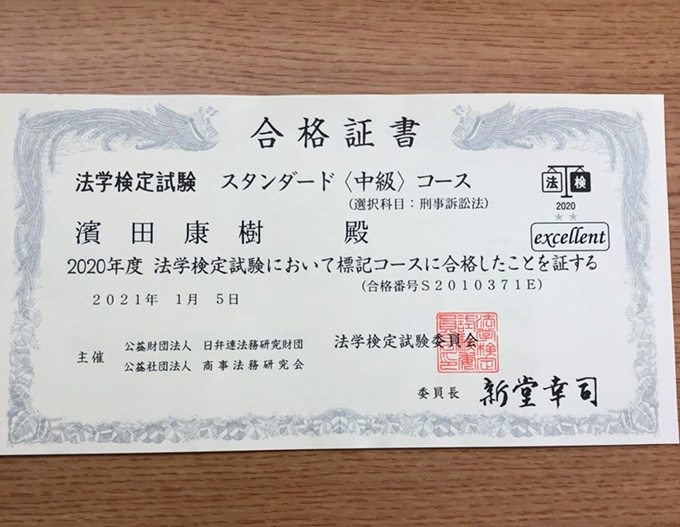 合格証書
法学検定試験 スタンダード〈中級〉コース
(選択科目：刑事訴訟法)
法 検
2020
濱田康樹 殿
excellent
2020年度 法学検定試験において標記コースに合格したことを証する
(合格番号S2010371E)
2021年 1月 5日
主催 公益財団法人 日弁連法務研究財団
公益社団法人 商事法務研究会
法学検定試験委員会
委員長 新堂幸司